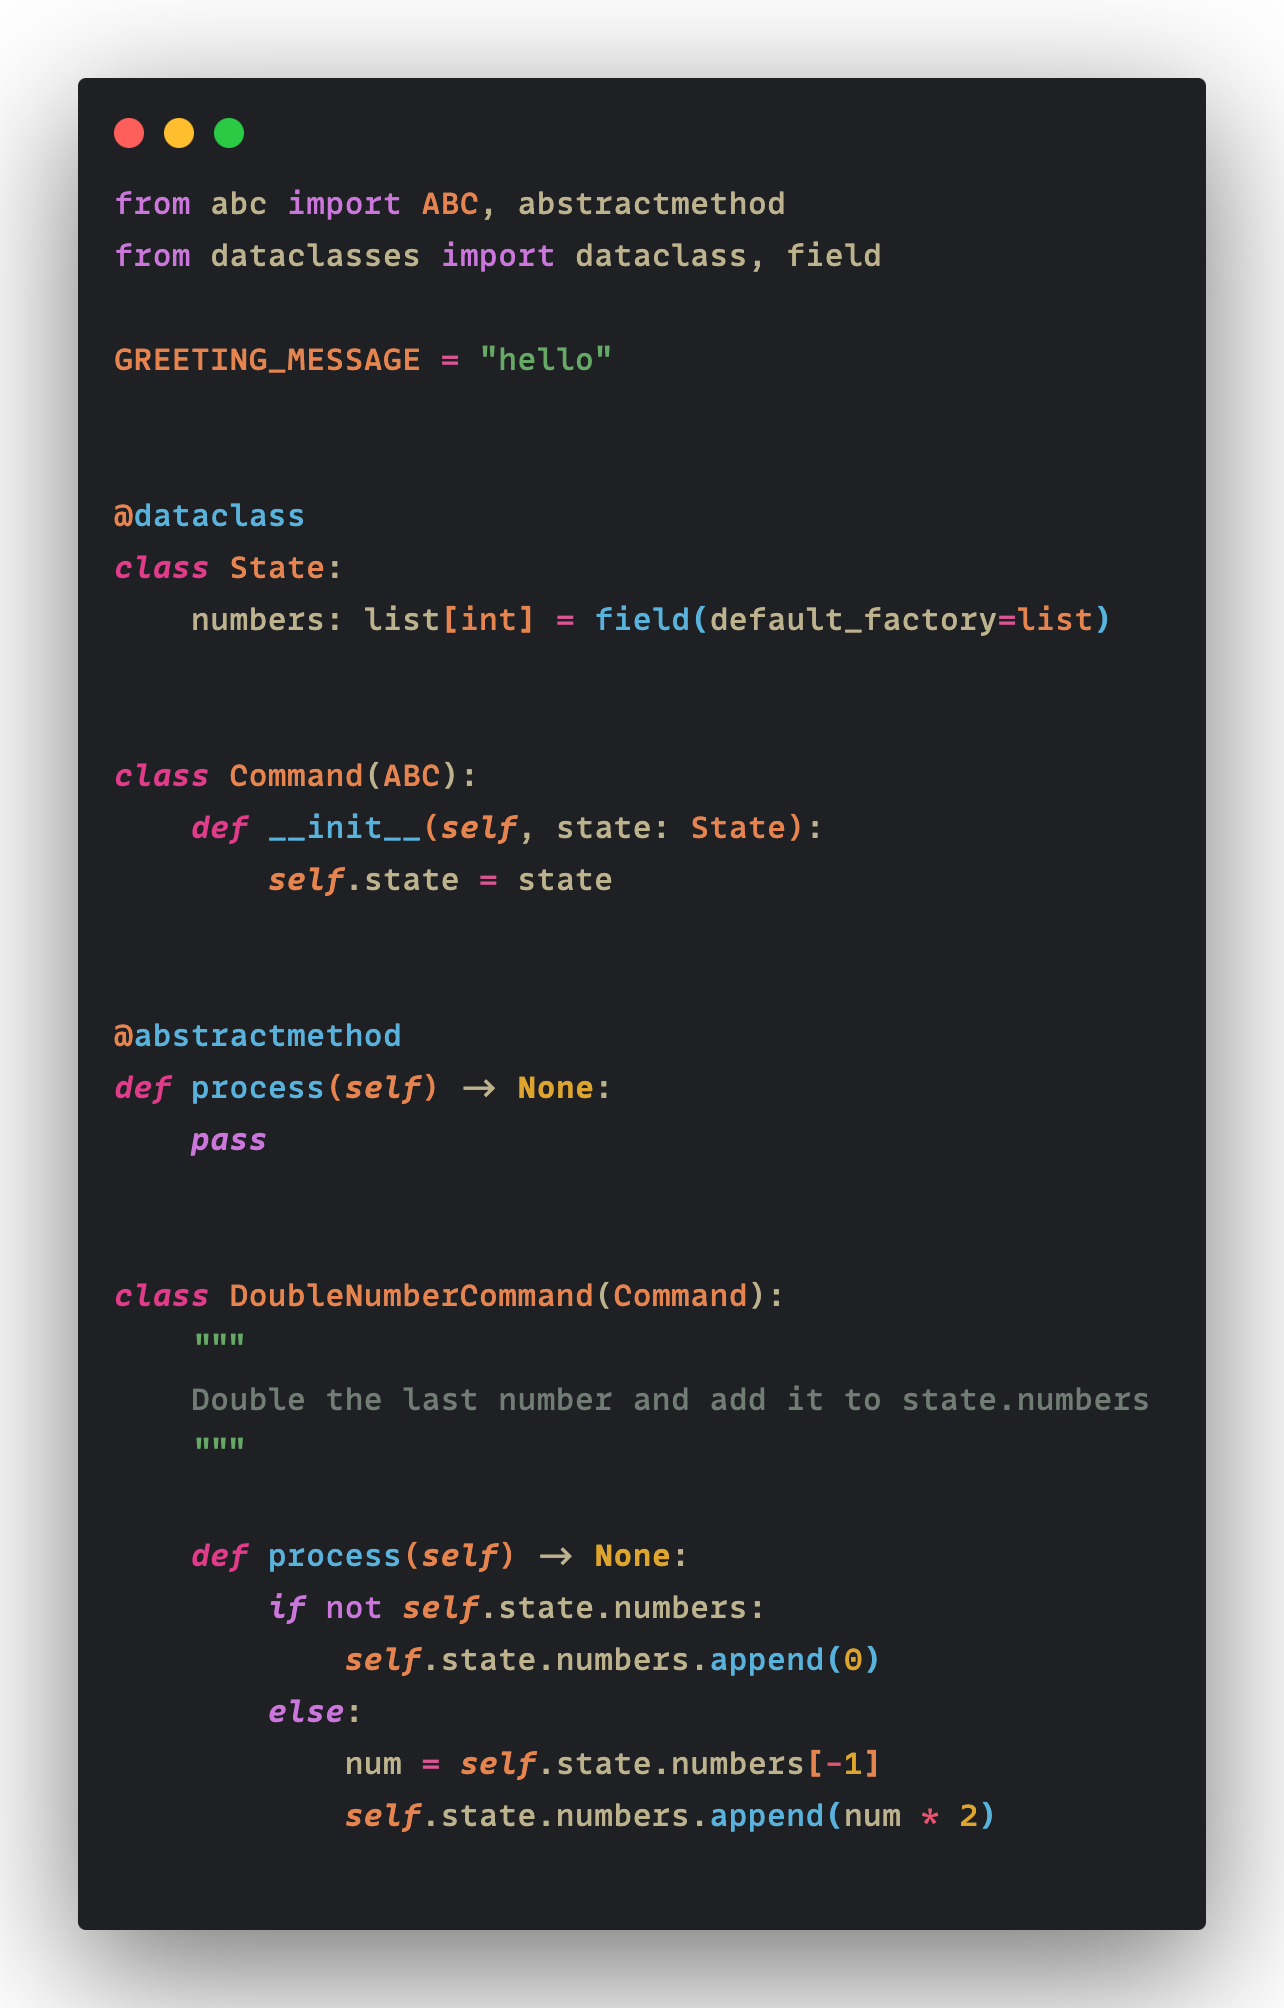 from abc import ABC, abstractmethod
from dataclasses import dataclass, field

GREETING_MESSAGE = "hello"


@dataclass
class State:
    numbers: list[int] = field(default_factory=list)


class Command(ABC):
    def __init__(self, state: State):
        self.state = state


@abstractmethod
def process(self) -> None:
    pass


class DoubleNumberCommand(Command):
    """
    Double the last number and add it to state.numbers
    """

    def process(self) -> None:
        if not self.state.numbers:
            self.state.numbers.append(0)
        else:
            num = self.state.numbers[-1]
            self.state.numbers.append(num * 2)